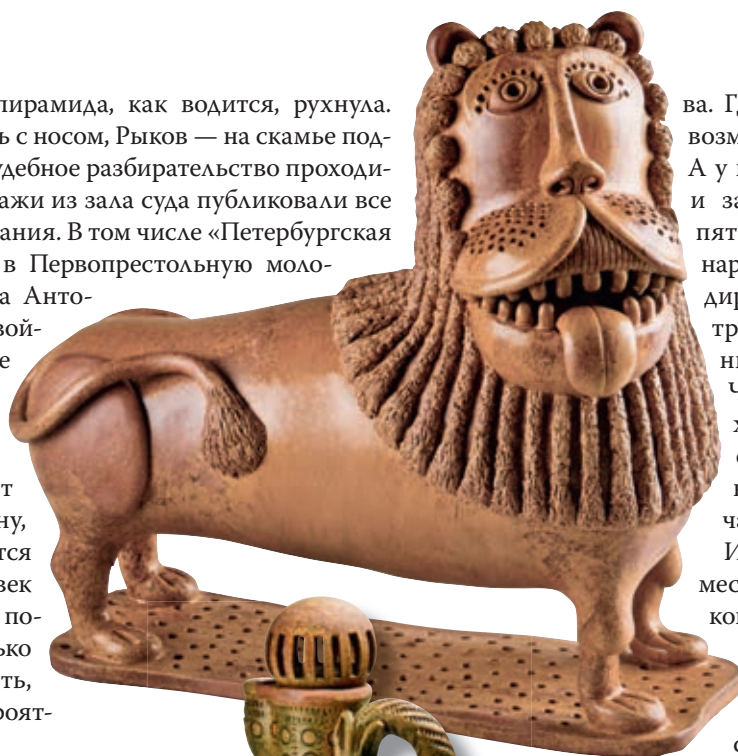 пирамида, как водится, рухнула.
с носом, Рыков — на скамье под-
удебное разбирательство проходи-
ажи из зала суда публиковали все
ания. В том числе «Петербургская
в Первопрестольную моло-
а Анто-
вой-
е
т
ну,
тся
век
по-
ько
ть,
роят-
ва.
возм
А у
и за
пят
нар
дир
тр
ч
х
ча
И
мес
ко